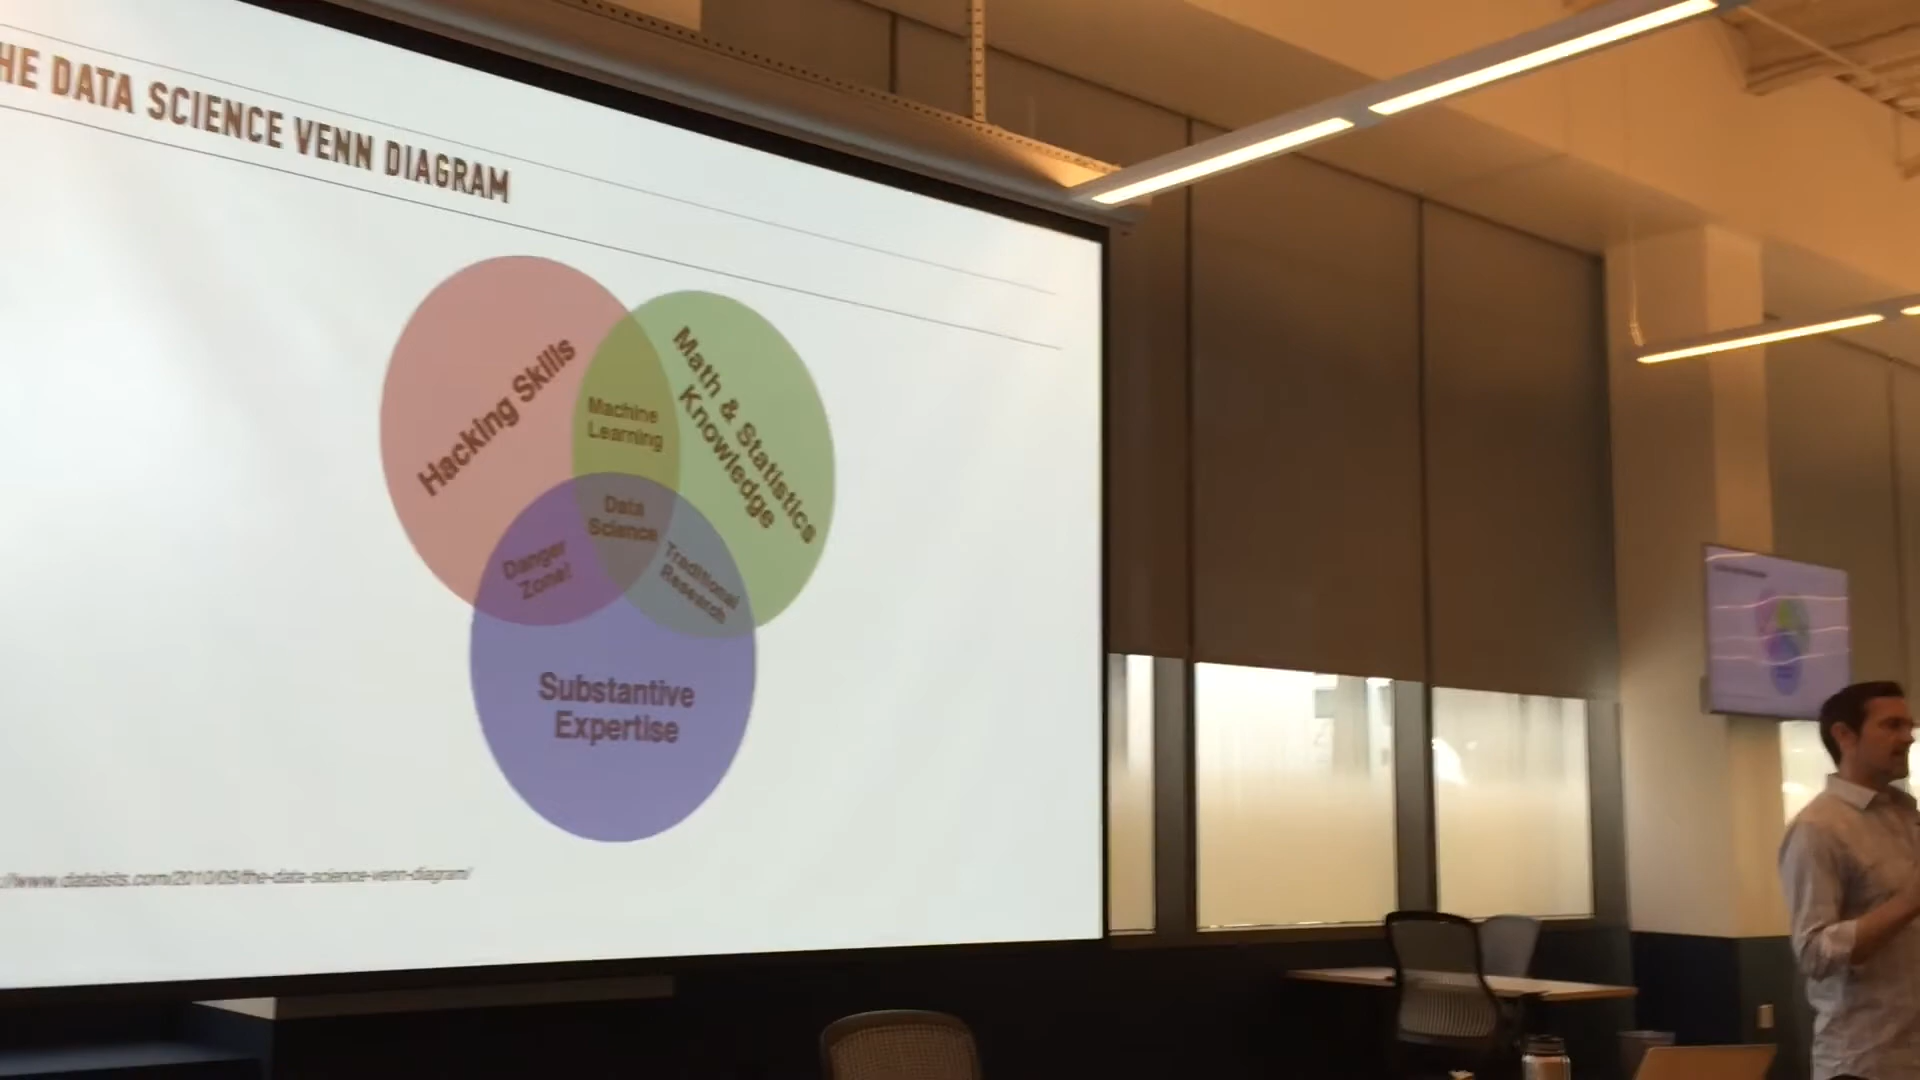 HE DATA SCIENCE VENN DIAGRAM
Hacking Skills
Math & Statistics
Knowledge
Machine
Learning
Data
Science
Danger
Zone!
Traditional
Research
Substantive
Expertise
://www.dataists.com/2010/09/the-data-science-venn-diagram/